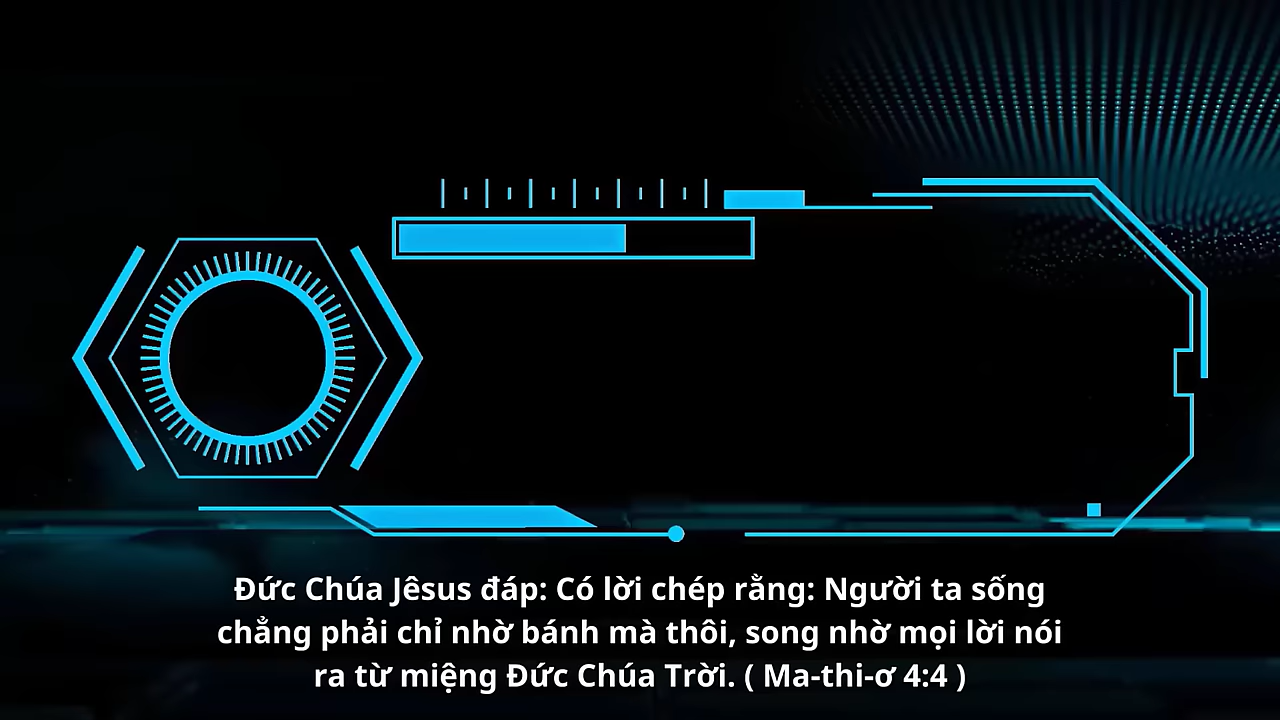 Đức Chúa Jêsus đáp: Có lời chép rằng: Người ta sống
chẳng phải chỉ nhờ bánh mà thôi, song nhờ mọi lời nói
ra từ miệng Đức Chúa Trời. ( Ma-thi-ơ 4:4 )